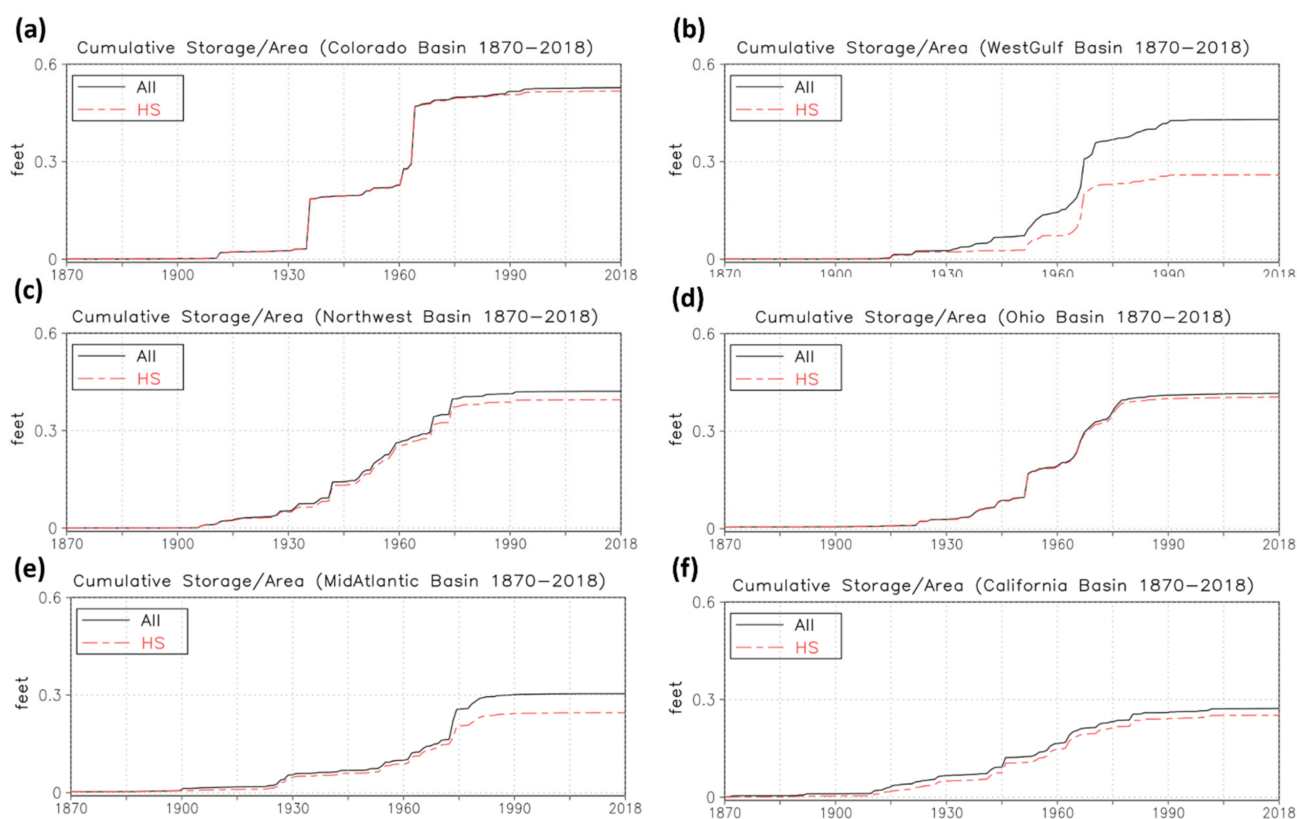 (a)
Cumulative Storage/Area (Colorado Basin 1870−2018)
0.6
All
HS
feet
0.3
0
1870 1900 1930 1960 1990 2018
(b)
Cumulative Storage/Area (WestGulf Basin 1870−2018)
0.6
All
HS
feet
0.3
0
1870 1900 1930 1960 1990 2018
(c)
Cumulative Storage/Area (Northwest Basin 1870−2018)
0.6
All
HS
feet
0.3
0
1870 1900 1930 1960 1990 2018
(d)
Cumulative Storage/Area (Ohio Basin 1870−2018)
0.6
All
HS
feet
0.3
0
1870 1900 1930 1960 1990 2018
(e)
Cumulative Storage/Area (MidAtlantic Basin 1870−2018)
0.6
All
HS
feet
0.3
0
1870 1900 1930 1960 1990 2018
(f)
Cumulative Storage/Area (California Basin 1870−2018)
0.6
All
HS
feet
0.3
0
1870 1900 1930 1960 1990 2018